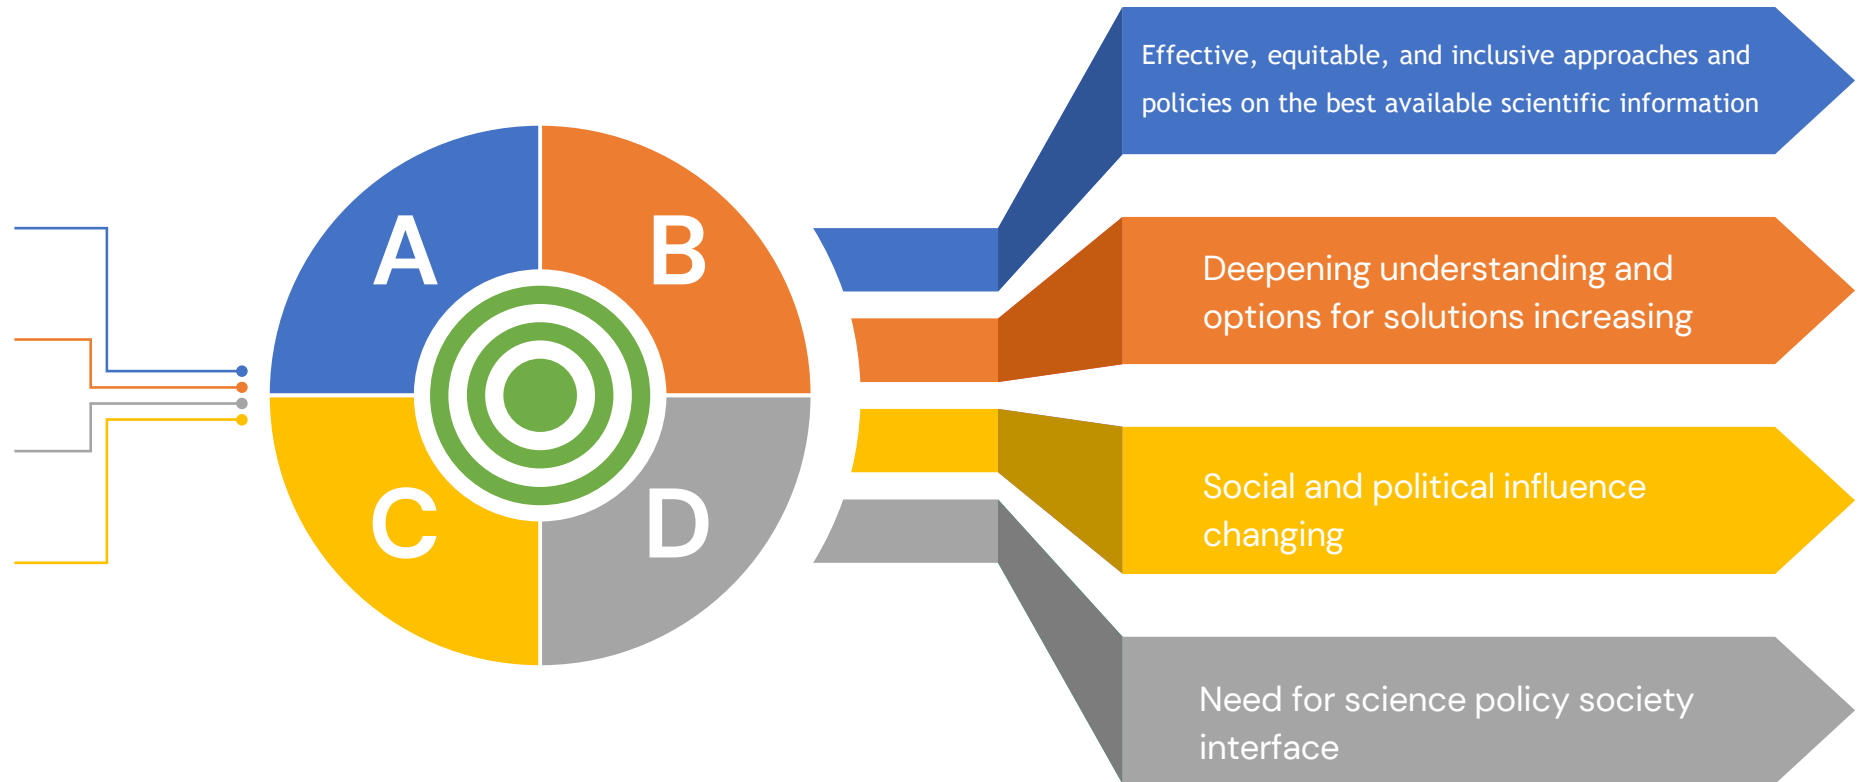 A
B
C
D
Effective, equitable, and inclusive approaches and
policies on the best available scientific information
Deepening understanding and
options for solutions increasing
Social and political influence
changing
Need for science policy society
interface